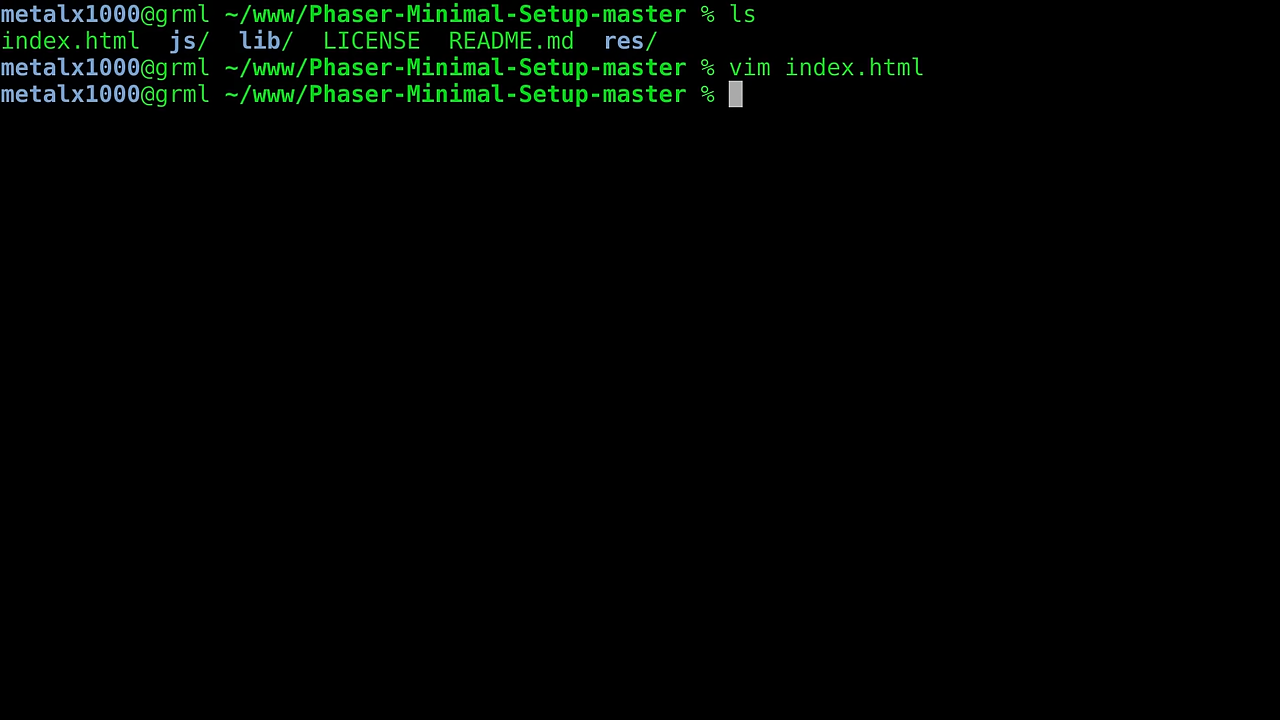 metalx1000@grml ~/www/Phaser-Minimal-Setup-master % ls
index.html  js/  lib/  LICENSE  README.md  res/
metalx1000@grml ~/www/Phaser-Minimal-Setup-master % vim index.html
metalx1000@grml ~/www/Phaser-Minimal-Setup-master %